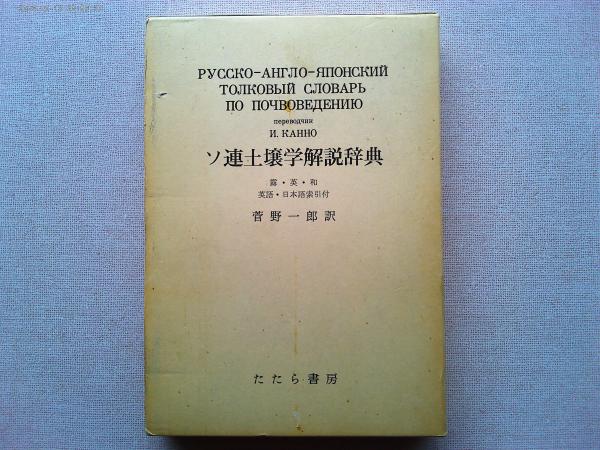 РУССКО-АНГЛО-ЯПОНСКИЙ
ТОЛКОВЫЙ СЛОВАРЬ
ПО ПОЧВОВЕДЕНИЮ
переводчик
И. КАННО
ソ連土壌学解説辞典
露・英・和
英語・日本語索引付
菅野一郎訳
たたら書房